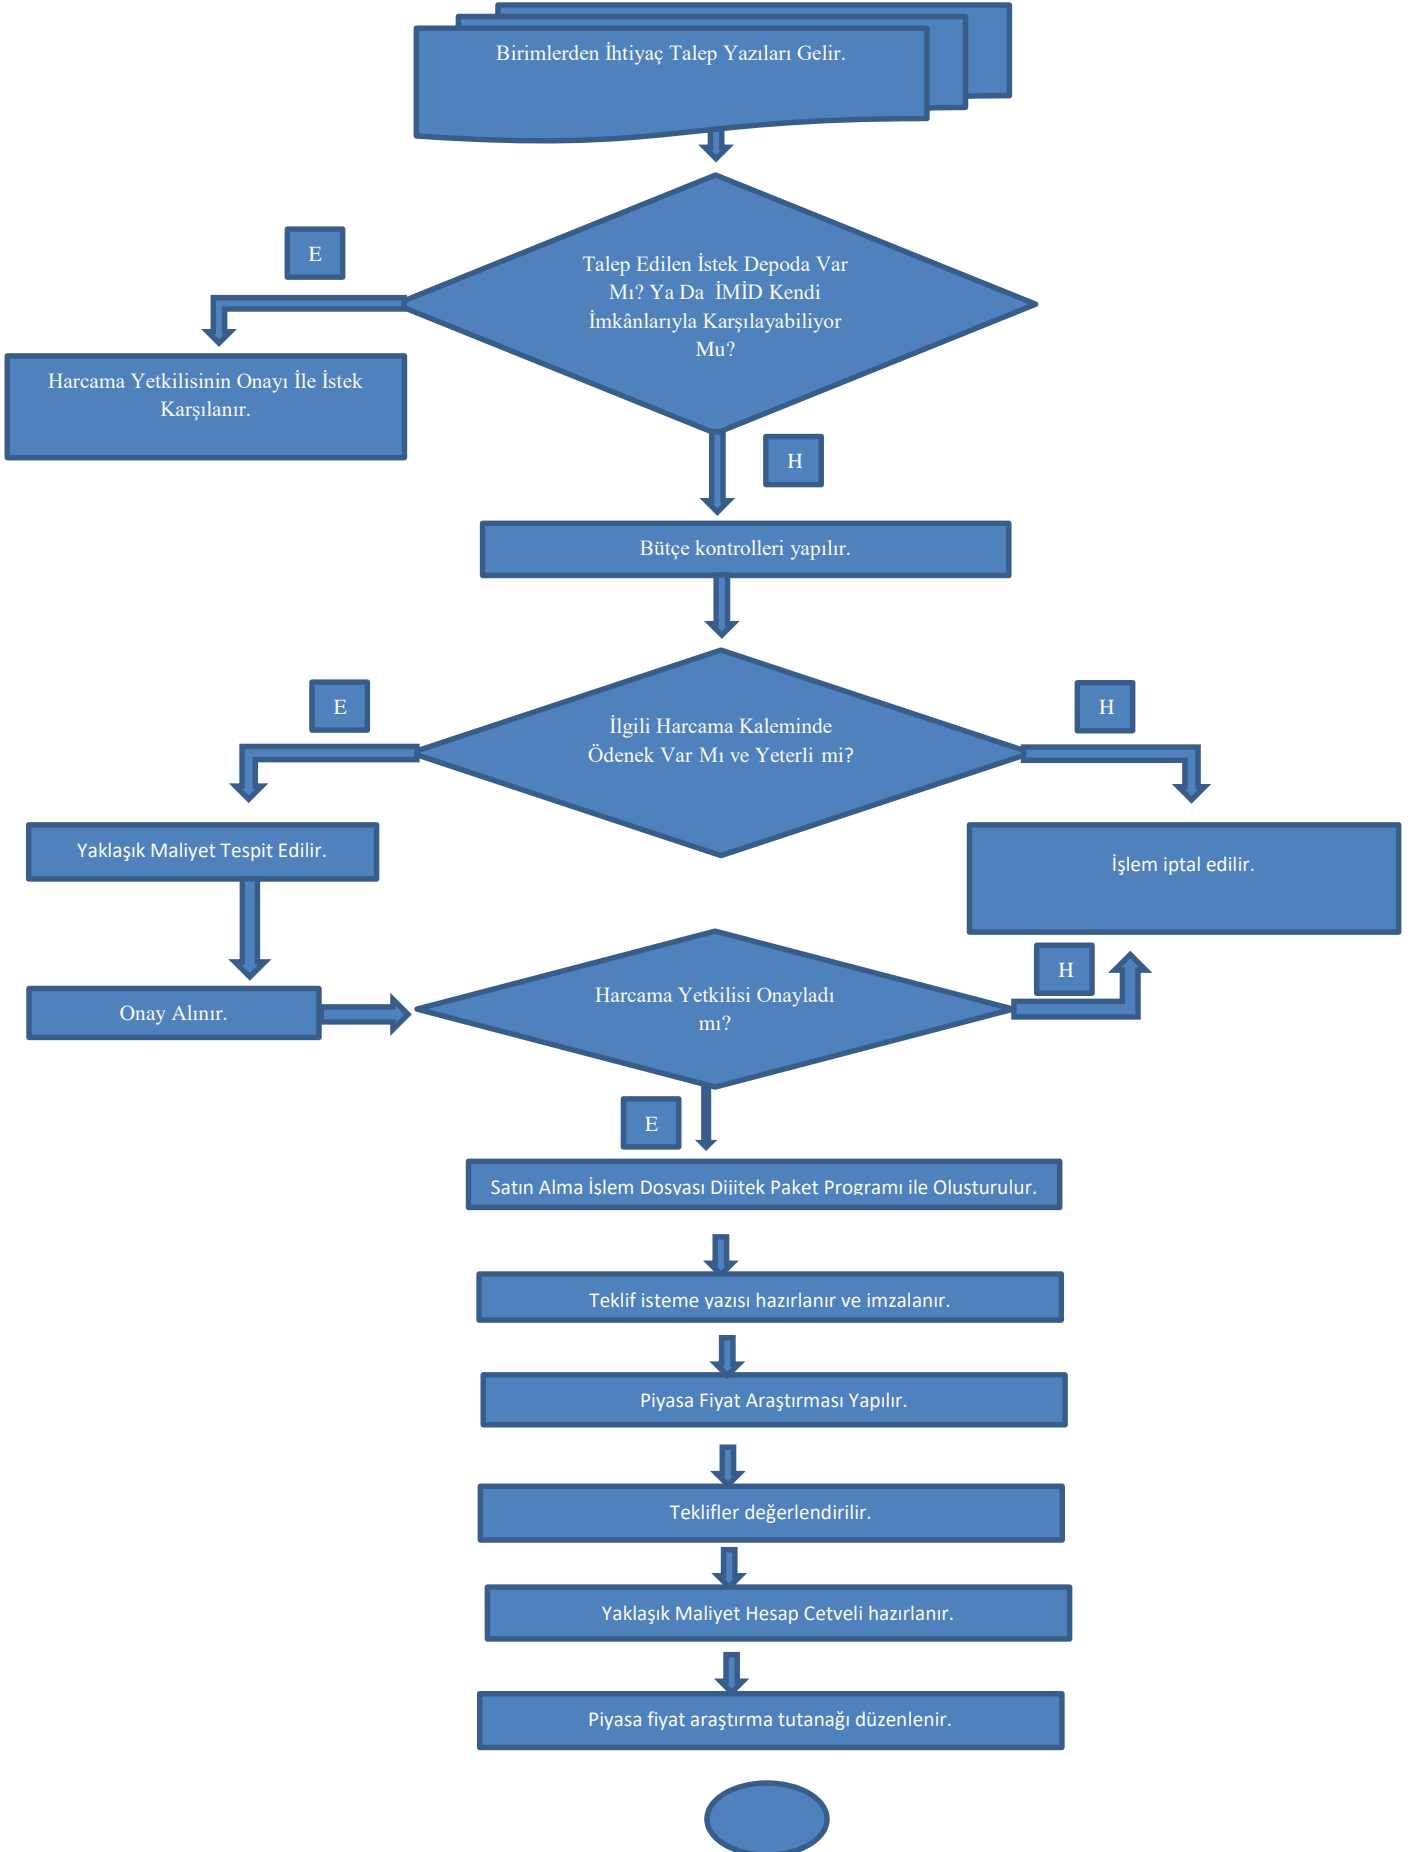 Birimlerden İhtiyaç Talep Yazıları Gelir.
E
Talep Edilen İstek Depoda Var
Mı? Ya Da İMİD Kendi
İmkânlarıyla Karşılayabiliyor
Mu?
Harcama Yetkilisinin Onayı İle İstek
Karşılanır.
H
Bütçe kontrolleri yapılır.
E
H
İlgili Harcama Kaleminde
Ödenek Var Mı ve Yeterli mi?
Yaklaşık Maliyet Tespit Edilir.
İşlem iptal edilir.
H
Harcama Yetkilisi Onayladı
mı?
Onay Alınır.
E
Satın Alma İşlem Dosyası Dijitek Paket Programı ile Oluşturulur.
Teklif isteme yazısı hazırlanır ve imzalanır.
Piyasa Fiyat Araştırması Yapılır.
Teklifler değerlendirilir.
Yaklaşık Maliyet Hesap Cetveli hazırlanır.
Piyasa fiyat araştırma tutanağı düzenlenir.